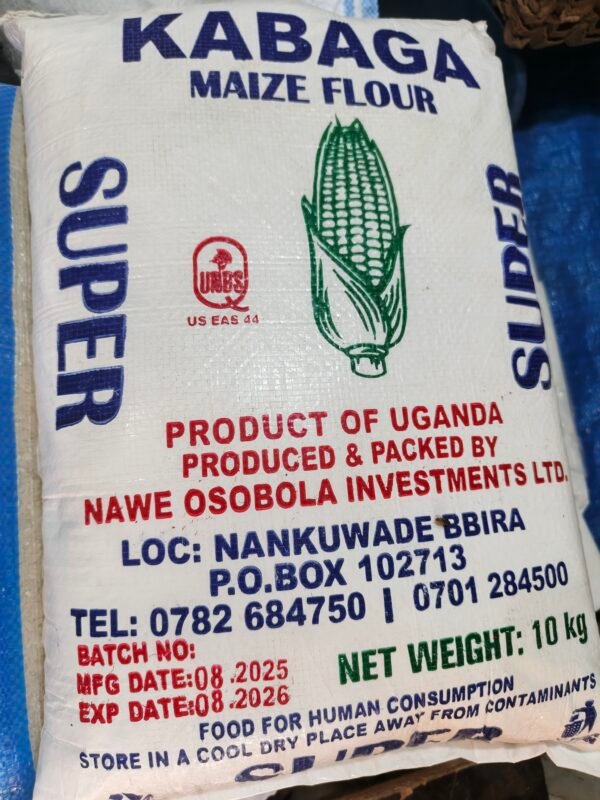 KABAGA
MAIZE FLOUR
SUPER
SUPER
UNBS
US EAS 44
PRODUCT OF UGANDA
PRODUCED & PACKED BY
NAWE OSOBOLA INVESTMENTS LTD.
LOC: NANKUWADE BBIRA
P.O.BOX 102713
TEL: 0782 684750 | 0701 284500
BATCH NO:
MFG DATE:08.2025
EXP DATE:08.2026
NET WEIGHT: 10 kg
FOOD FOR HUMAN CONSUMPTION
STORE IN A COOL DRY PLACE AWAY FROM CONTAMINANTS
SUPER